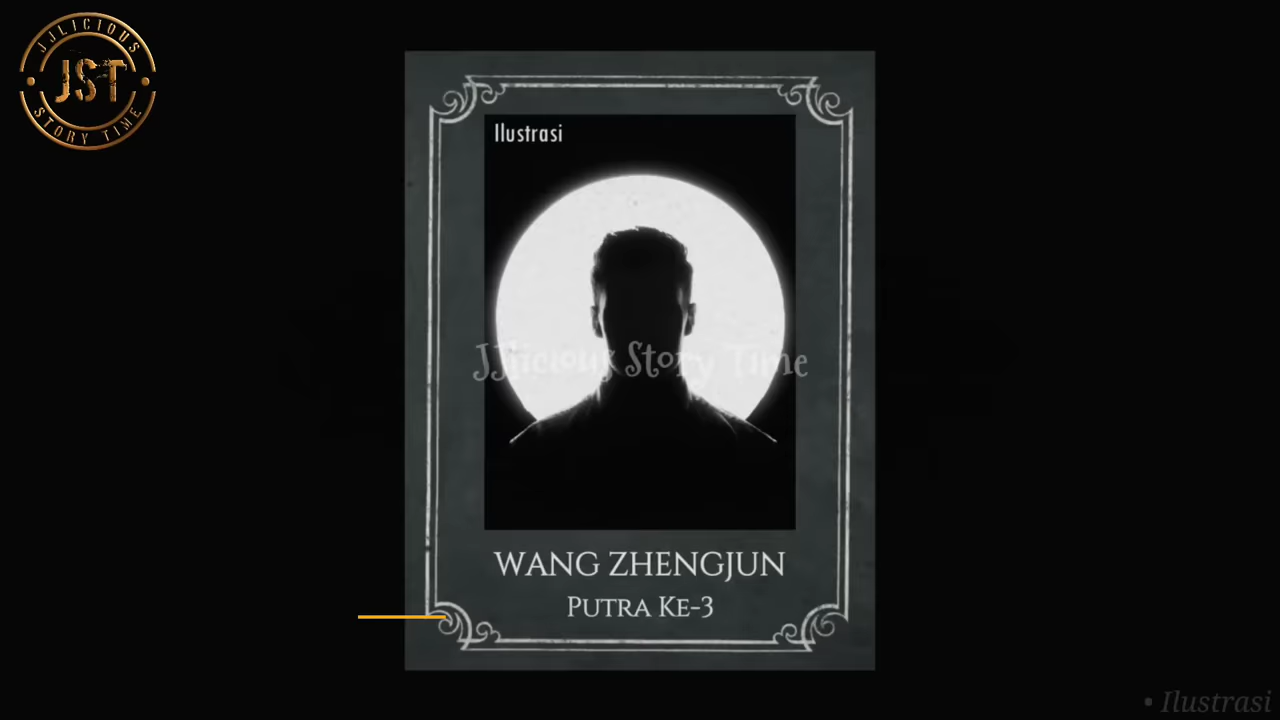 JJLICIOUS
JST
STORY TIME
Ilustrasi
JJlicious Story Time
WANG ZHENGJUN
PUTRA KE-3
• Ilustrasi